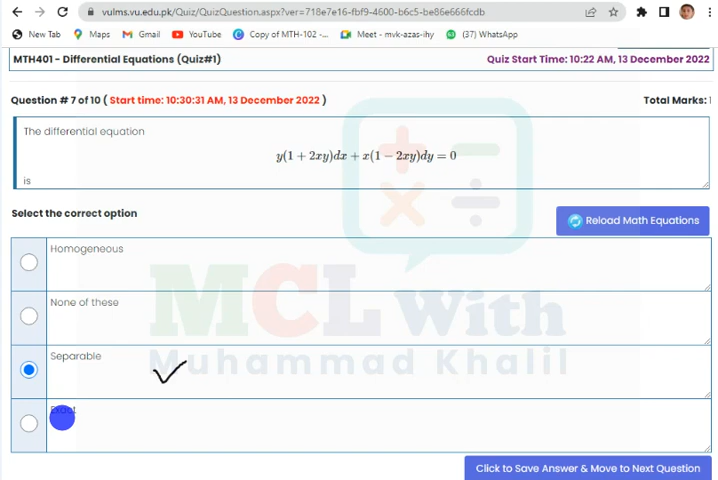 vulms.vu.edu.pk/Quiz/QuizQuestion.aspx?ver=718e7e16-fbf9-4600-b6c5-be86e666fcdb
New Tab Maps Gmail YouTube Copy of MTH-102 -... Meet - mvk-azas-ihy (37) WhatsApp
MTH401 - Differential Equations (Quiz#1) Quiz Start Time: 10:22 AM, 13 December 2022
Question # 7 of 10 ( Start time: 10:30:31 AM, 13 December 2022 ) Total Marks:
The differential equation
y(1 + 2xy)dx + x(1 − 2xy)dy = 0
is
Select the correct option
Reload Math Equations
Homogeneous
None of these
MCL With
Separable
Muhammad Khalil
Exact
Click to Save Answer & Move to Next Question